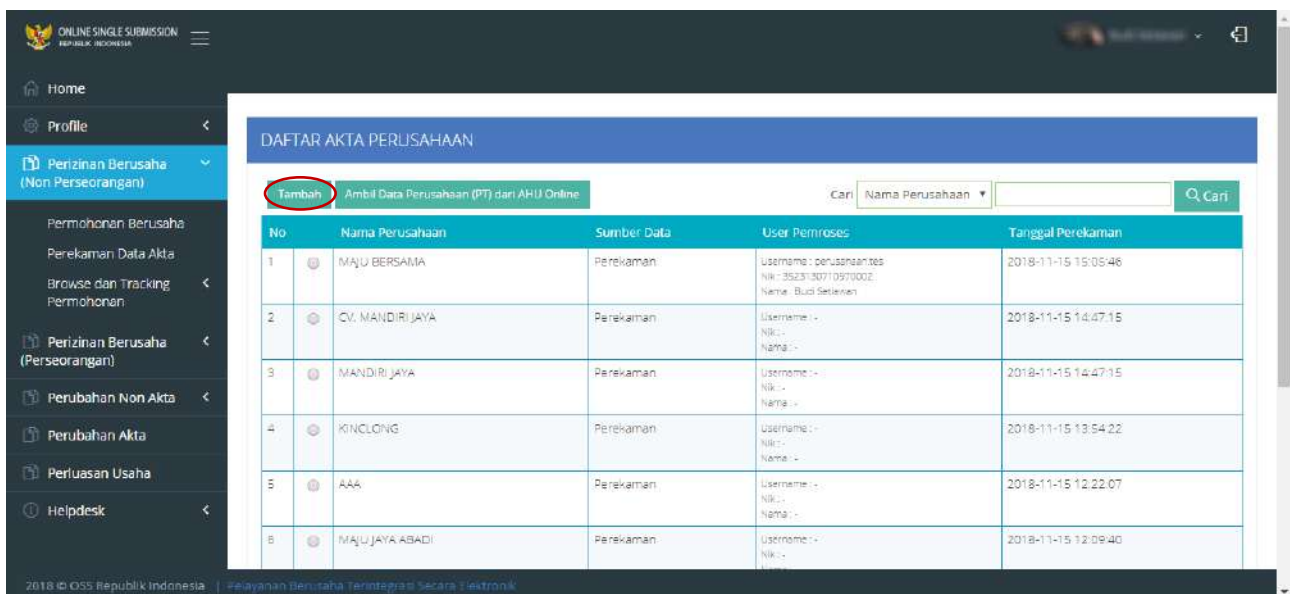 ONLINE SINGLE SUBMISSION
REPUBLIK INDONESIA
Home
Profile
Perizinan Berusaha
(Non Perseorangan)
Permohonan Berusaha
Perekaman Data Akta
Browse dan Tracking
Permohonan
Perizinan Berusaha
(Perseorangan)
Perubahan Non Akta
Perubahan Akta
Perluasan Usaha
Helpdesk
DAFTAR AKTA PERUSAHAAN
Tambah Ambil Data Perusahaan (PT) dari AHU Online Cari Nama Perusahaan Cari
No Nama Perusahaan Sumber Data User Pemroses Tanggal Perekaman
1 MAJU BERSAMA Perekaman Username : perusahaan.tes 2018-11-15 15:05:46
Nik : 3523130710970002
Nama : Budi Setiawan
2 CV. MANDIRI JAYA Perekaman Username : - 2018-11-15 14:47:15
Nik : -
Nama : -
3 MANDIRI JAYA Perekaman Username : - 2018-11-15 14:47:15
Nik : -
Nama : -
4 KINCLONG Perekaman Username : - 2018-11-15 13:54:22
Nik : -
Nama : -
5 AAA Perekaman Username : - 2018-11-15 12:22:07
Nik : -
Nama : -
6 MAJU JAYA ABADI Perekaman Username : - 2018-11-15 12:09:40
Nik : -
2018 © OSS Republik Indonesia | Pelayanan Berusaha Terintegrasi Secara Elektronik